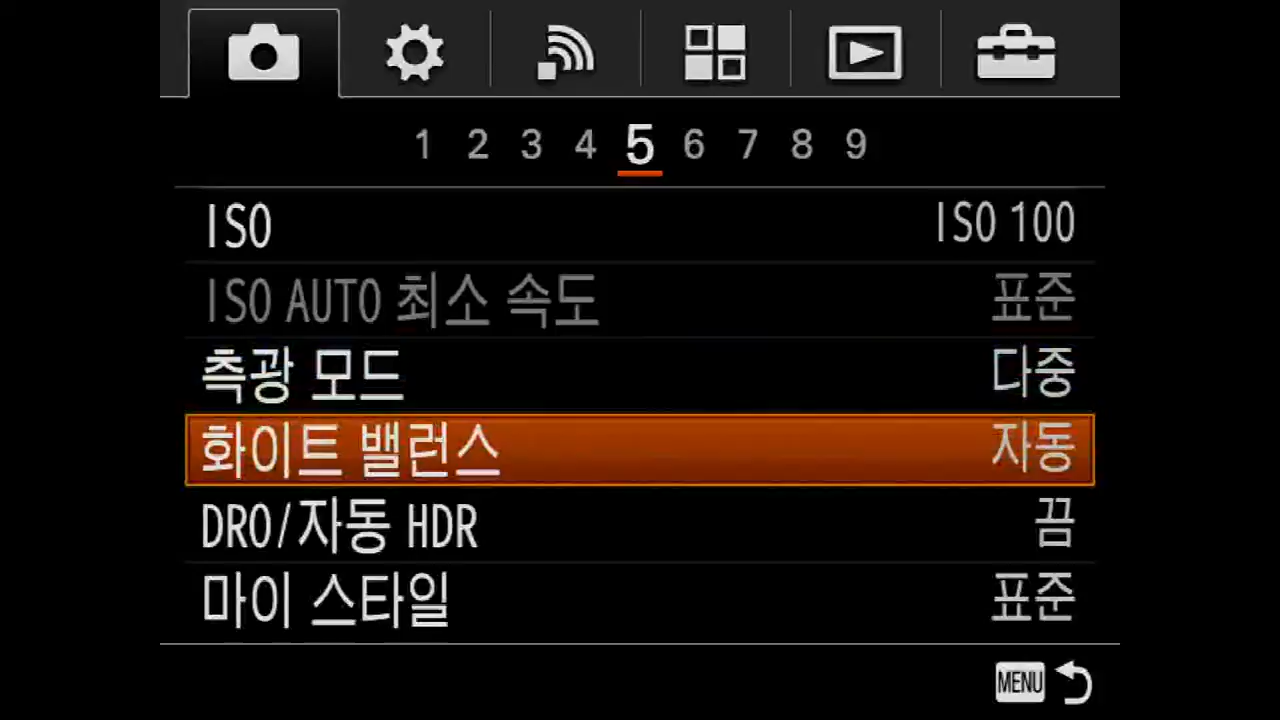 1 2 3 4 5 6 7 8 9
ISO ISO 100
ISO AUTO 최소 속도 표준
측광 모드 다중
화이트 밸런스 자동
DRO/자동 HDR 끔
마이 스타일 표준
MENU